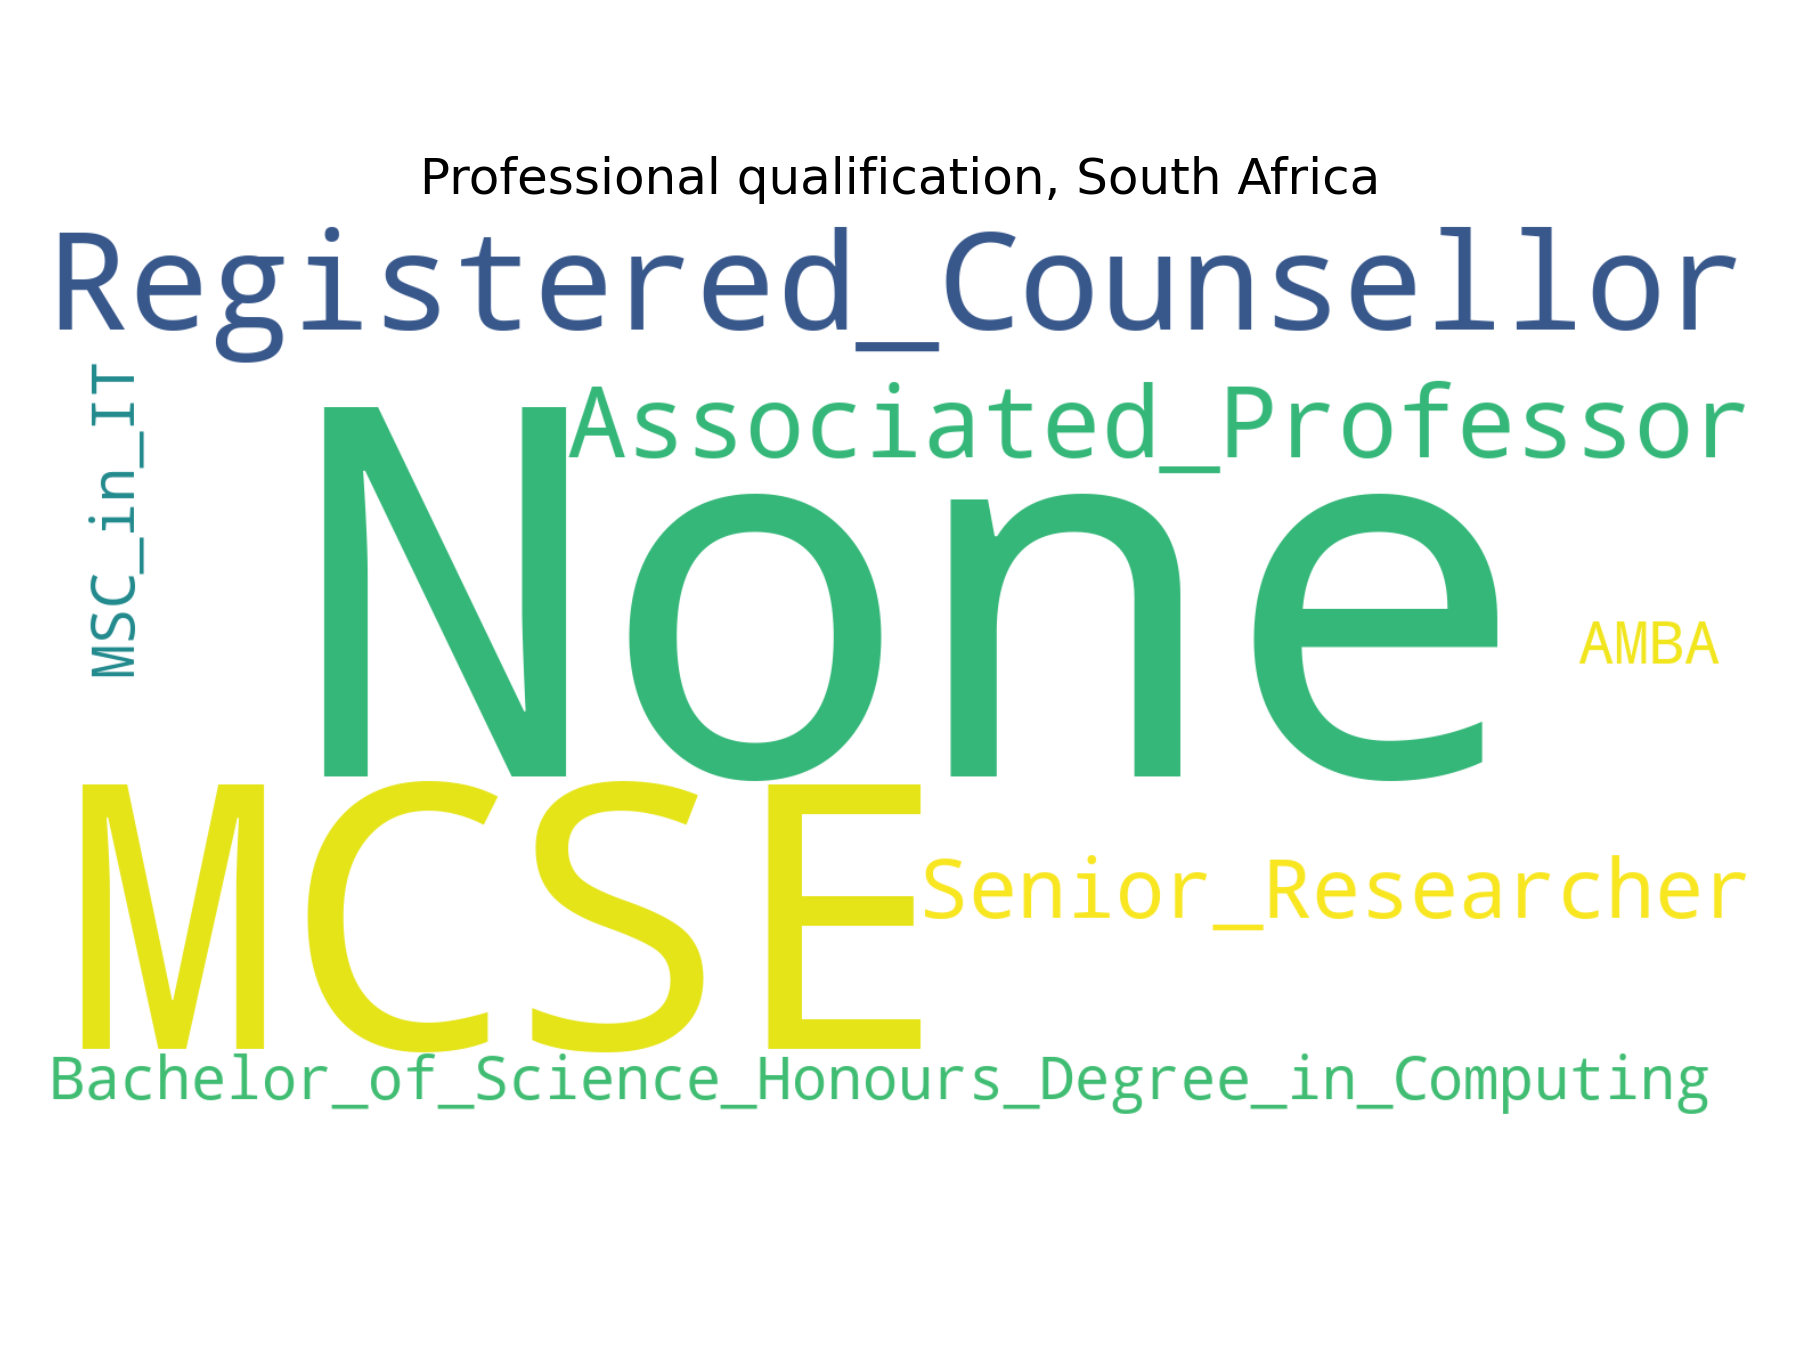 Professional qualification, South Africa
Registered_Counsellor
MSC_in_IT
Associated_Professor
None
AMBA
MCSE
Senior_Researcher
Bachelor_of_Science_Honours_Degree_in_Computing